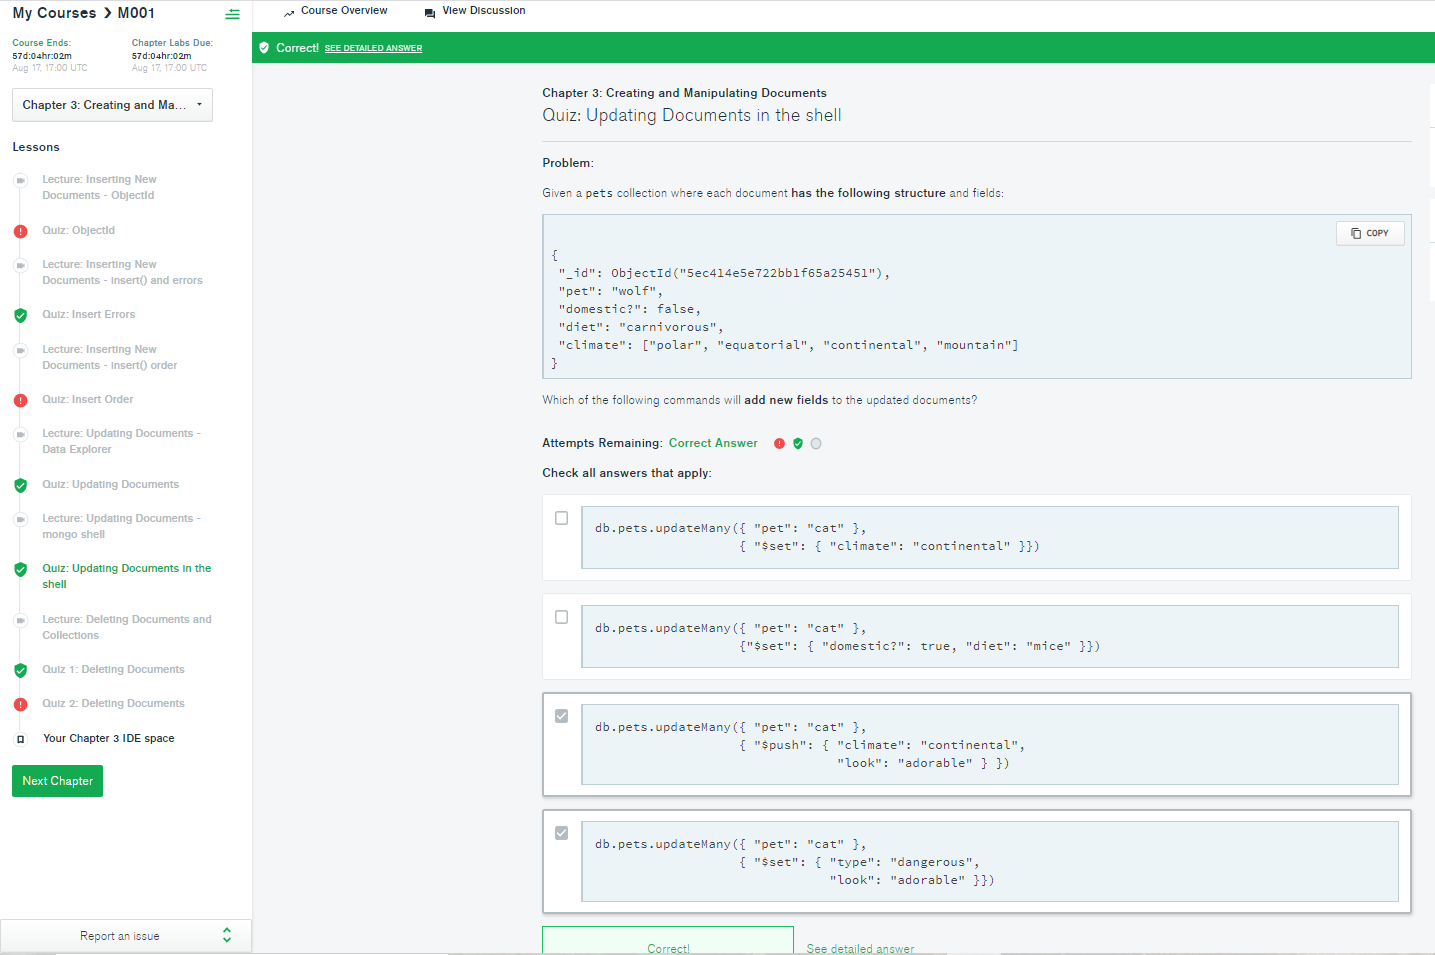 My Courses ❯ M001
Course Ends:
57d:04hr:02m
Aug 17, 17:00 UTC
Chapter Labs Due:
57d:04hr:02m
Aug 17, 17:00 UTC
Chapter 3: Creating and Ma...
Lessons
Lecture: Inserting New
Documents - ObjectId
Quiz: ObjectId
Lecture: Inserting New
Documents - insert() and errors
Quiz: Insert Errors
Lecture: Inserting New
Documents - insert() order
Quiz: Insert Order
Lecture: Updating Documents -
Data Explorer
Quiz: Updating Documents
Lecture: Updating Documents -
mongo shell
Quiz: Updating Documents in the
shell
Lecture: Deleting Documents and
Collections
Quiz 1: Deleting Documents
Quiz 2: Deleting Documents
Your Chapter 3 IDE space
Next Chapter
Report an issue
Course Overview
View Discussion
Correct! SEE DETAILED ANSWER
Chapter 3: Creating and Manipulating Documents
Quiz: Updating Documents in the shell
Problem:
Given a pets collection where each document has the following structure and fields:
COPY
{
"_id": ObjectId("5ec414e5e722bb1f65a25451"),
"pet": "wolf",
"domestic?": false,
"diet": "carnivorous",
"climate": ["polar", "equatorial", "continental", "mountain"]
}
Which of the following commands will add new fields to the updated documents?
Attempts Remaining: Correct Answer
Check all answers that apply:
db.pets.updateMany({ "pet": "cat" },
{ "$set": { "climate": "continental" }})
db.pets.updateMany({ "pet": "cat" },
{"$set": { "domestic?": true, "diet": "mice" }})
db.pets.updateMany({ "pet": "cat" },
{ "$push": { "climate": "continental",
"look": "adorable" } })
db.pets.updateMany({ "pet": "cat" },
{ "$set": { "type": "dangerous",
"look": "adorable" }})
Correct!
See detailed answer